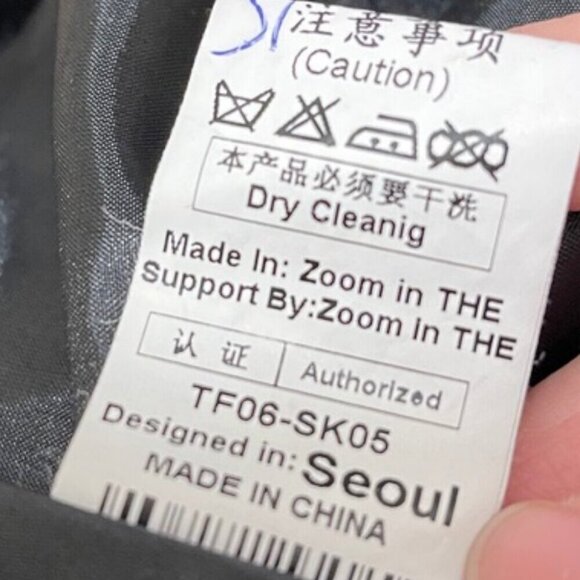 注意事项
(Caution)
本产品必须要干洗
Dry Cleanig
Made In: Zoom in THE
Support By:Zoom In THE
认 证
Authorized
TF06-SK05
Designed in: Seoul
MADE IN CHINA